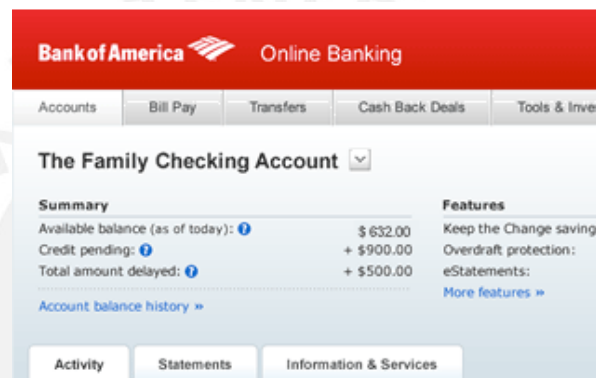 Bank of America Online Banking
Accounts Bill Pay Transfers Cash Back Deals Tools & Inve
The Family Checking Account
Summary
Available balance (as of today): ?
$ 632.00
Credit pending: ?
+ $900.00
Total amount delayed: ?
+ $500.00
Account balance history »
Features
Keep the Change saving
Overdraft protection:
eStatements:
More features »
Activity Statements Information & Services